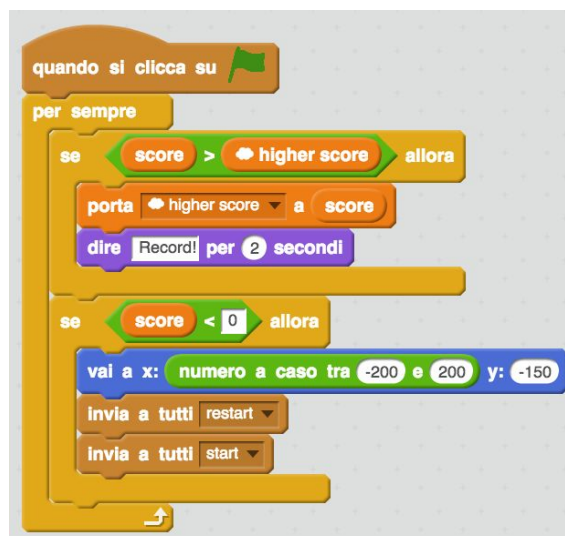 quando si clicca su
per sempre
se score > higher score allora
porta higher score a score
dire Record! per 2 secondi
se score < 0 allora
vai a x: numero a caso tra -200 e 200 y: -150
invia a tutti restart
invia a tutti start